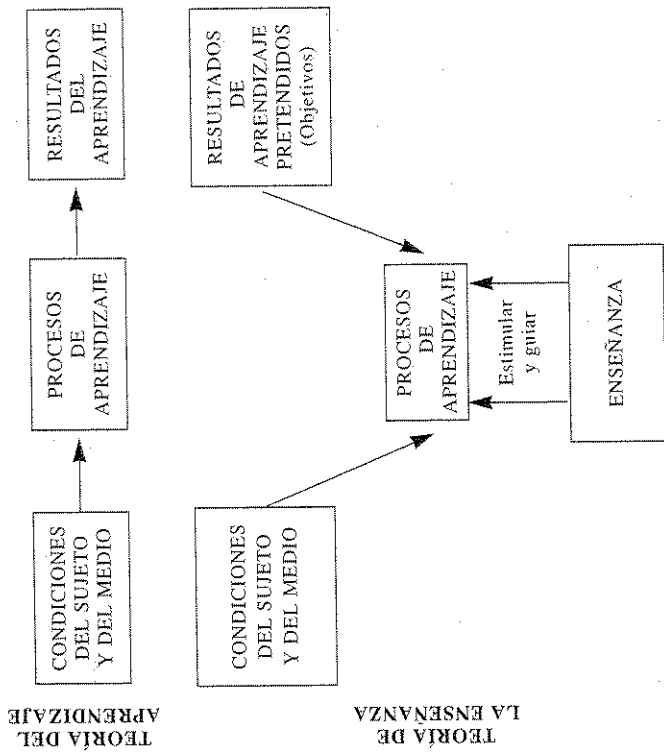 TEORÍA DEL
APRENDIZAJE
CONDICIONES
DEL SUJETO
Y DEL MEDIO
PROCESOS
DE
APRENDIZAJE
RESULTADOS
DEL
APRENDIZAJE
TEORÍA DE
LA ENSEÑANZA
CONDICIONES
DEL SUJETO
Y DEL MEDIO
PROCESOS
DE
APRENDIZAJE
RESULTADOS
DE
APRENDIZAJE
PRETENDIDOS
(Objetivos)
Estimular
y guiar
ENSEÑANZA